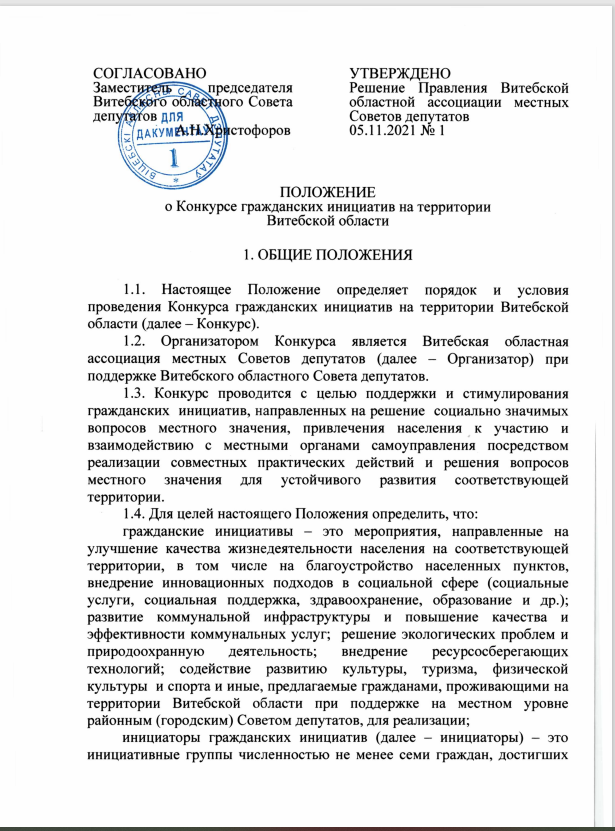 СОГЛАСОВАНО
Заместитель председателя
Витебского областного Совета
депутатов
А.Н.Христофоров
ВІЦЕБСКІ АБЛАСНЫ САВЕТ ДЭПУТАТАЎ
ДЛЯ
ДАКУМЕНТАЎ
1
УТВЕРЖДЕНО
Решение Правления Витебской
областной ассоциации местных
Советов депутатов
05.11.2021 № 1
ПОЛОЖЕНИЕ
о Конкурсе гражданских инициатив на территории
Витебской области
1. ОБЩИЕ ПОЛОЖЕНИЯ
1.1. Настоящее Положение определяет порядок и условия
проведения Конкурса гражданских инициатив на территории Витебской
области (далее – Конкурс).
1.2. Организатором Конкурса является Витебская областная
ассоциация местных Советов депутатов (далее – Организатор) при
поддержке Витебского областного Совета депутатов.
1.3. Конкурс проводится с целью поддержки и стимулирования
гражданских инициатив, направленных на решение социально значимых
вопросов местного значения, привлечения населения к участию и
взаимодействию с местными органами самоуправления посредством
реализации совместных практических действий и решения вопросов
местного значения для устойчивого развития соответствующей
территории.
1.4. Для целей настоящего Положения определить, что:
гражданские инициативы – это мероприятия, направленные на
улучшение качества жизнедеятельности населения на соответствующей
территории, в том числе на благоустройство населенных пунктов,
внедрение инновационных подходов в социальной сфере (социальные
услуги, социальная поддержка, здравоохранение, образование и др.);
развитие коммунальной инфраструктуры и повышение качества и
эффективности коммунальных услуг; решение экологических проблем и
природоохранную деятельность; внедрение ресурсосберегающих
технологий; содействие развитию культуры, туризма, физической
культуры и спорта и иные, предлагаемые гражданами, проживающими на
территории Витебской области при поддержке на местном уровне
районным (городским) Советом депутатов, для реализации;
инициаторы гражданских инициатив (далее – инициаторы) – это
инициативные группы численностью не менее семи граждан, достигших